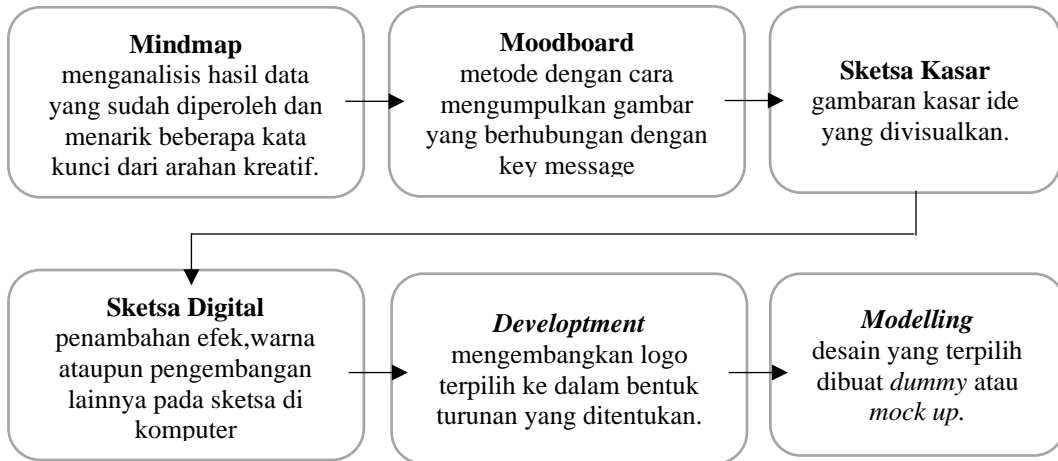 Mindmap
menganalisis hasil data
yang sudah diperoleh dan
menarik beberapa kata
kunci dari arahan kreatif.
Moodboard
metode dengan cara
mengumpulkan gambar
yang berhubungan dengan
key message
Sketsa Kasar
gambaran kasar ide
yang divisualkan.
Sketsa Digital
penambahan efek,warna
ataupun pengembangan
lainnya pada sketsa di
komputer
Developtment
mengembangkan logo
terpilih ke dalam bentuk
turunan yang ditentukan.
Modelling
desain yang terpilih
dibuat dummy atau
mock up.